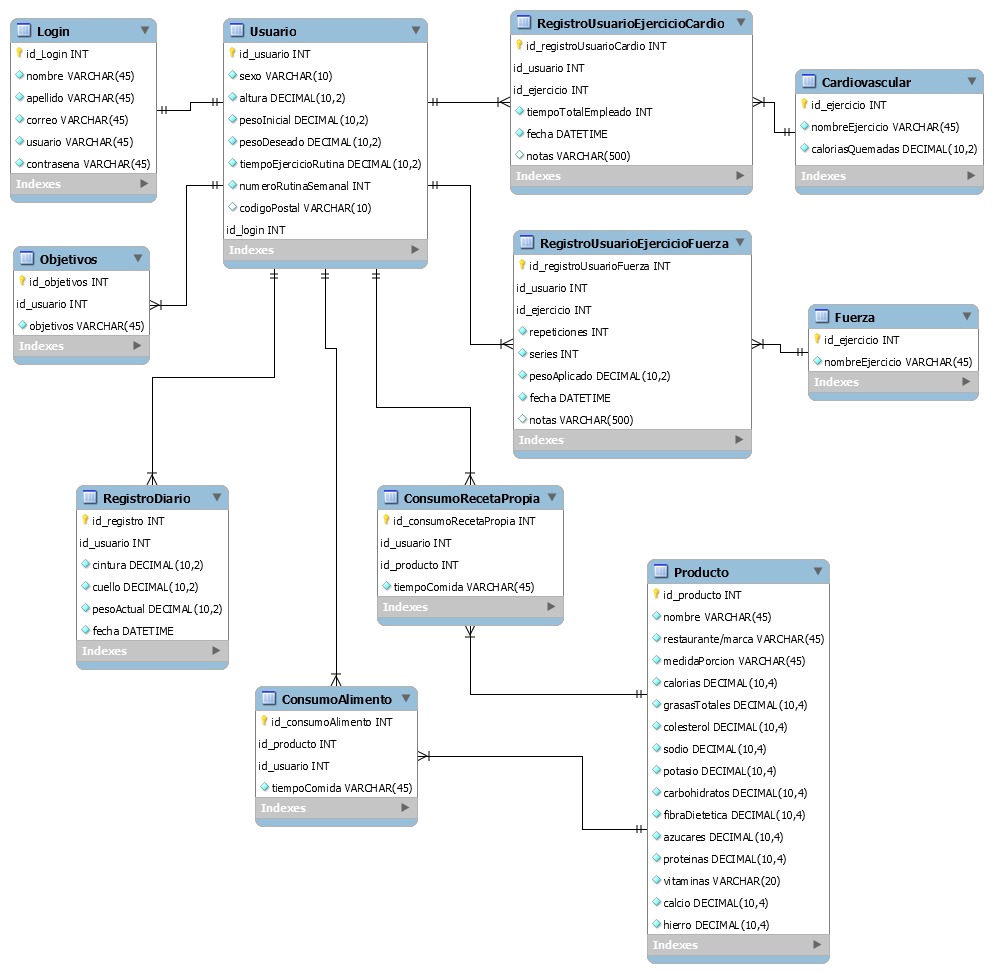 Login
id_Login INT
nombre VARCHAR(45)
apellido VARCHAR(45)
correo VARCHAR(45)
usuario VARCHAR(45)
contrasena VARCHAR(45)
Indexes
Usuario
id_usuario INT
sexo VARCHAR(10)
altura DECIMAL(10,2)
pesoInicial DECIMAL(10,2)
pesoDeseado DECIMAL(10,2)
tiempoEjercicioRutina DECIMAL(10,2)
numeroRutinaSemanal INT
codigoPostal VARCHAR(10)
id_login INT
Indexes
RegistroUsuarioEjercicioCardio
id_registroUsuarioCardio INT
id_usuario INT
id_ejercicio INT
tiempoTotalEmpleado INT
fecha DATETIME
notas VARCHAR(500)
Indexes
Cardiovascular
id_ejercicio INT
nombreEjercicio VARCHAR(45)
caloriasQuemadas DECIMAL(10,2)
Indexes
Objetivos
id_objetivos INT
id_usuario INT
objetivos VARCHAR(45)
Indexes
RegistroUsuarioEjercicioFuerza
id_registroUsuarioFuerza INT
id_usuario INT
id_ejercicio INT
repeticiones INT
series INT
pesoAplicado DECIMAL(10,2)
fecha DATETIME
notas VARCHAR(500)
Indexes
Fuerza
id_ejercicio INT
nombreEjercicio VARCHAR(45)
Indexes
RegistroDiario
id_registro INT
id_usuario INT
cintura DECIMAL(10,2)
cuello DECIMAL(10,2)
pesoActual DECIMAL(10,2)
fecha DATETIME
Indexes
ConsumoRecetaPropia
id_consumoRecetaPropia INT
id_usuario INT
id_producto INT
tiempoComida VARCHAR(45)
Indexes
ConsumoAlimento
id_consumoAlimento INT
id_producto INT
id_usuario INT
tiempoComida VARCHAR(45)
Indexes
Producto
id_producto INT
nombre VARCHAR(45)
restaurante/marca VARCHAR(45)
medidaPorcion VARCHAR(45)
calorias DECIMAL(10,4)
grasasTotales DECIMAL(10,4)
colesterol DECIMAL(10,4)
sodio DECIMAL(10,4)
potasio DECIMAL(10,4)
carbohidratos DECIMAL(10,4)
fibraDietetica DECIMAL(10,4)
azucares DECIMAL(10,4)
proteinas DECIMAL(10,4)
vitaminas VARCHAR(20)
calcio DECIMAL(10,4)
hierro DECIMAL(10,4)
Indexes